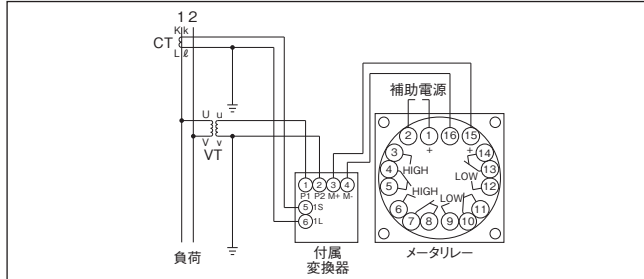 1 2
K k
CT
L ℓ
補助電源
U u
V v
VT
2 1 16 15
+ +
3 14
4 HIGH 13
LOW
5 12
HIGH LOW
6 11
7 8 9 10
1 2 3 4
P1 P2 M+ M-
5 1S
6 1L
負荷
付属
変換器
メータリレー